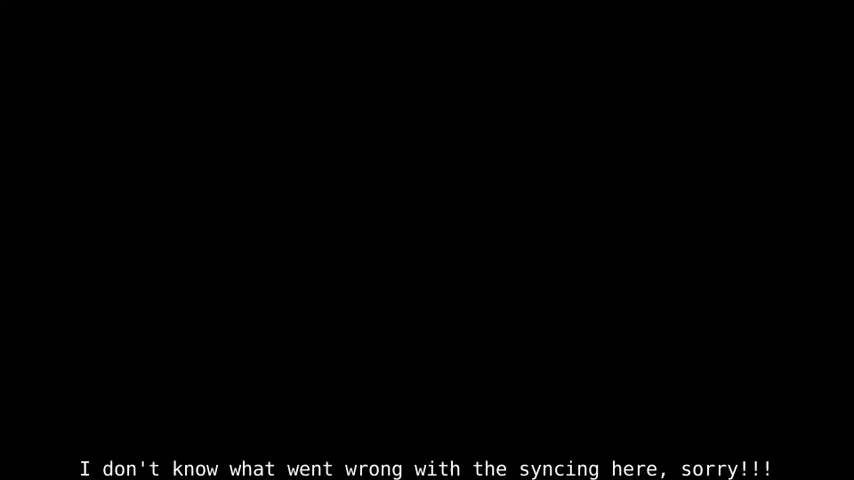 I don't know what went wrong with the syncing here, sorry!!!